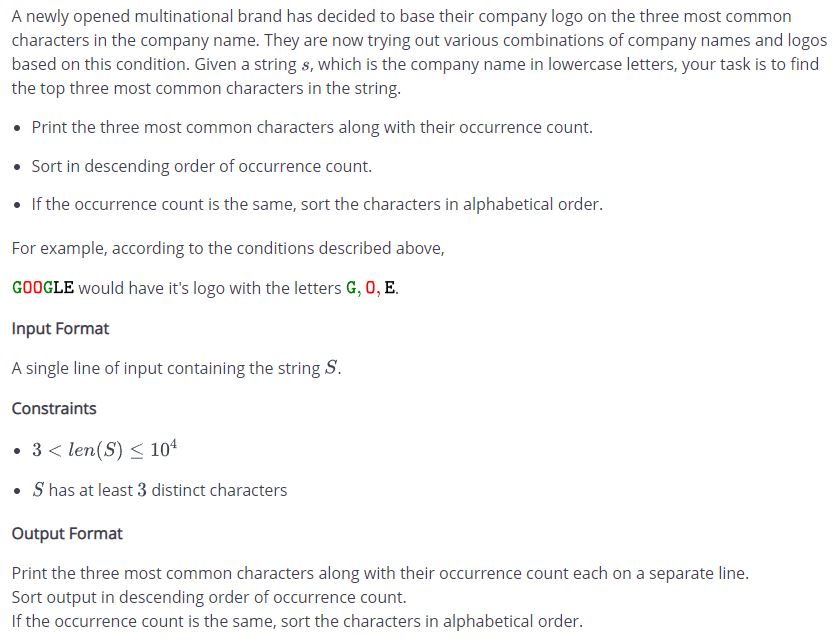 A newly opened multinational brand has decided to base their company logo on the three most common
characters in the company name. They are now trying out various combinations of company names and logos
based on this condition. Given a string s, which is the company name in lowercase letters, your task is to find
the top three most common characters in the string.
• Print the three most common characters along with their occurrence count.
• Sort in descending order of occurrence count.
• If the occurrence count is the same, sort the characters in alphabetical order.
For example, according to the conditions described above,
GOOGLE would have it's logo with the letters G, O, E.
Input Format
A single line of input containing the string S.
Constraints
• 3 < len(S) ≤ 10⁴
• S has at least 3 distinct characters
Output Format
Print the three most common characters along with their occurrence count each on a separate line.
Sort output in descending order of occurrence count.
If the occurrence count is the same, sort the characters in alphabetical order.